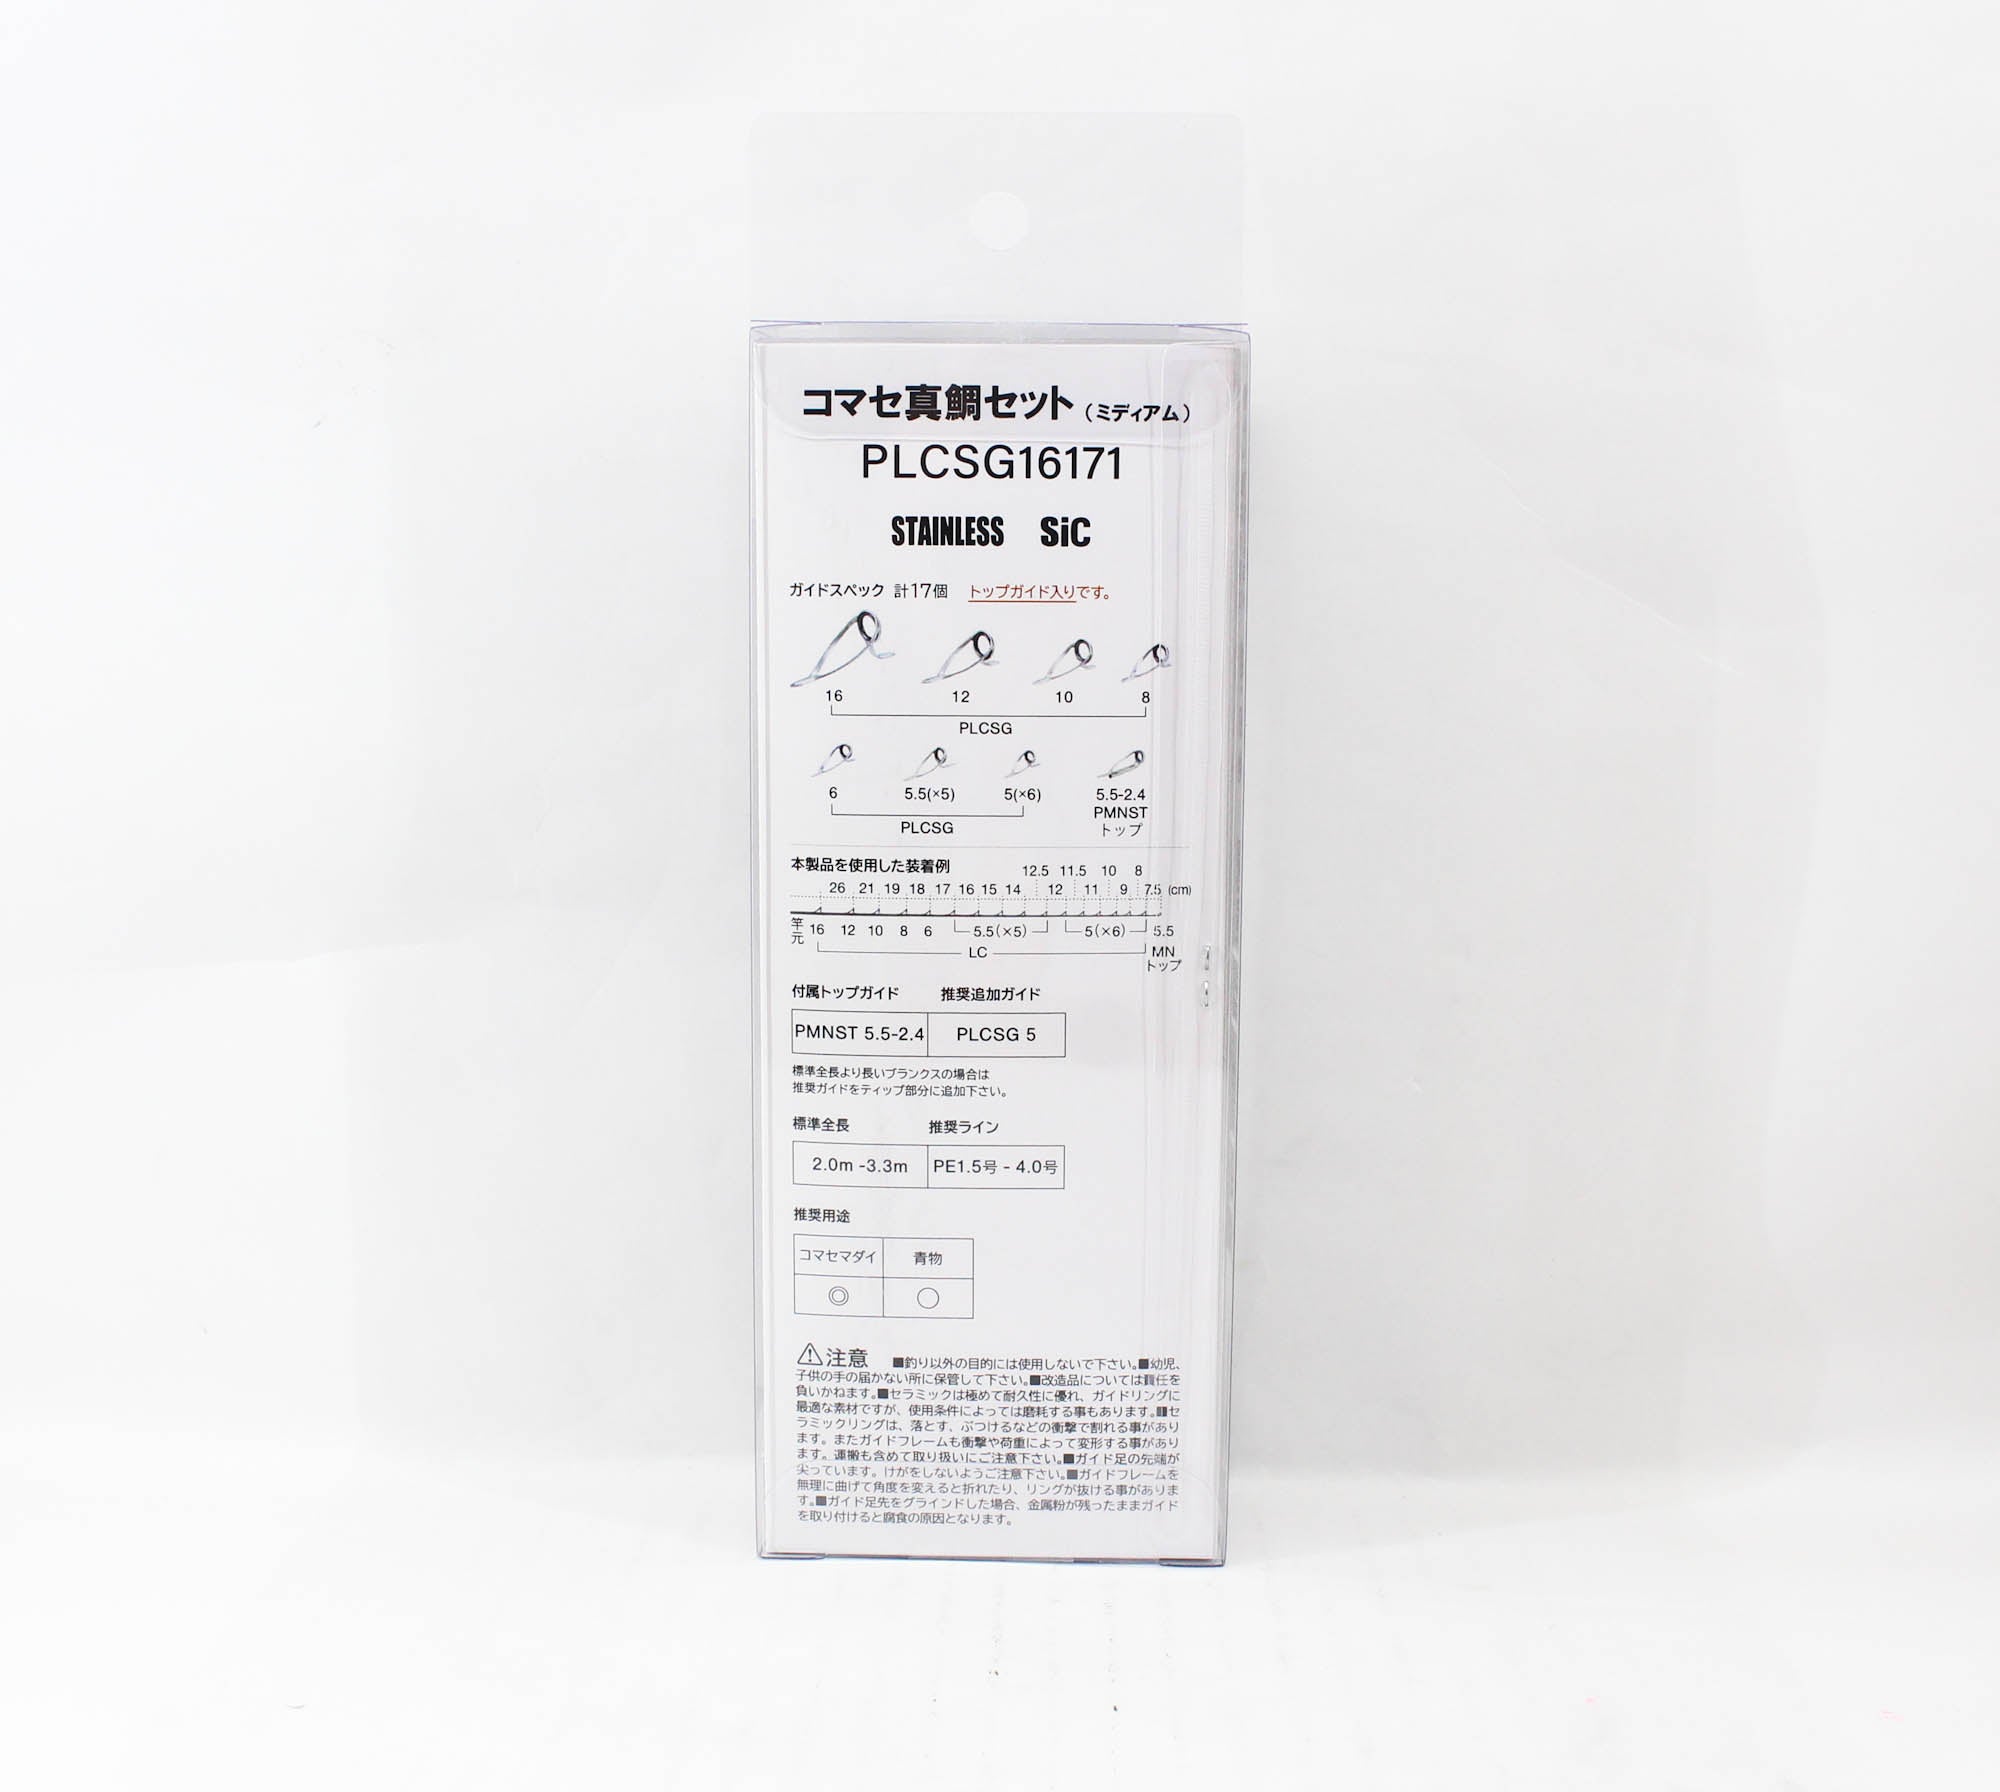 コマセ真鯛セット（ミディアム）
PLCSG16171
STAINLESS SiC
ガイドスペック 計17個 トップガイド入りです。
16 12 10 8
PLCSG
6 5.5(×5) 5(×6) 5.5-2.4
PMNST
トップ
PLCSG
本製品を使用した装着例
12.5 11.5 10 8
26 21 19 18 17 16 15 14 12 11 9 7.5 (cm)
竿元 16 12 10 8 6 5.5(×5) 5(×6) 5.5
LC MN
トップ
付属トップガイド 推奨追加ガイド
PMNST 5.5-2.4 PLCSG 5
標準全長より長いブランクスの場合は
推奨ガイドをティップ部分に追加下さい。
標準全長 推奨ライン
2.0m -3.3m PE1.5号 - 4.0号
推奨用途
コマセマダイ 青物
◎ ○
⚠注意 ■釣り以外の目的には使用しないで下さい。■幼児、
子供の手の届かない所に保管して下さい。■改造品については責任を
負いかねます。■セラミックは極めて耐久性に優れ、ガイドリングに
最適な素材ですが、使用条件によっては磨耗する事もあります。■セ
ラミックリングは、落とす、ぶつけるなどの衝撃で割れる事があり
ます。またガイドフレームも衝撃や荷重によって変形する事があり
ます。運搬も含めて取り扱いにご注意下さい。■ガイド足の先端が
尖っています。けがをしないようご注意下さい。■ガイドフレームを
無理に曲げて角度を変えると折れたり、リングが抜ける事がありま
す。■ガイド足先をグラインドした場合、金属粉が残ったままガイド
を取り付けると腐食の原因となります。